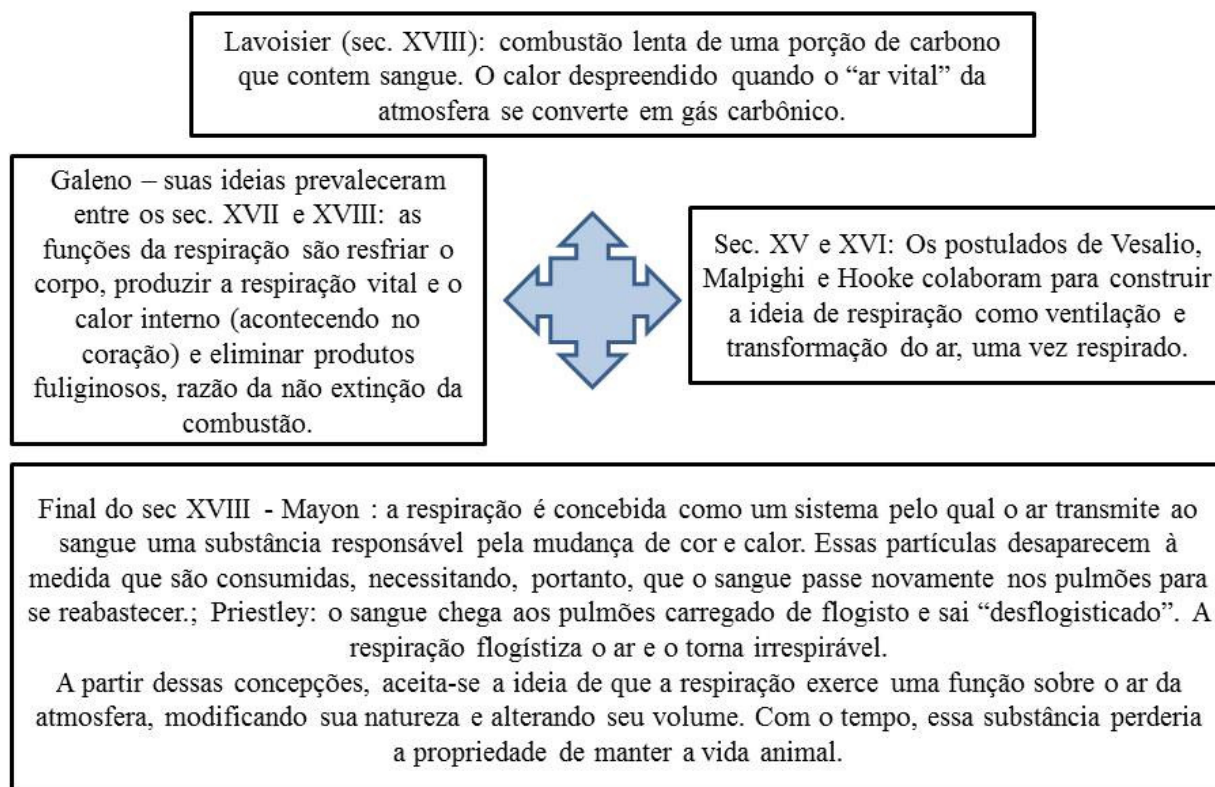 Lavoisier (sec. XVIII): combustão lenta de uma porção de carbono
que contem sangue. O calor despreendido quando o “ar vital” da
atmosfera se converte em gás carbônico.
Galeno – suas ideias prevaleceram
entre os sec. XVII e XVIII: as
funções da respiração são resfriar o
corpo, produzir a respiração vital e o
calor interno (acontecendo no
coração) e eliminar produtos
fuliginosos, razão da não extinção da
combustão.
Sec. XV e XVI: Os postulados de Vesalio,
Malpighi e Hooke colaboram para construir
a ideia de respiração como ventilação e
transformação do ar, uma vez respirado.
Final do sec XVIII - Mayon : a respiração é concebida como um sistema pelo qual o ar transmite ao
sangue uma substância responsável pela mudança de cor e calor. Essas partículas desaparecem à
medida que são consumidas, necessitando, portanto, que o sangue passe novamente nos pulmões para
se reabastecer.; Priestley: o sangue chega aos pulmões carregado de flogisto e sai “desflogisticado”. A
respiração flogístiza o ar e o torna irrespirável.
A partir dessas concepções, aceita-se a ideia de que a respiração exerce uma função sobre o ar da
atmosfera, modificando sua natureza e alterando seu volume. Com o tempo, essa substância perderia
a propriedade de manter a vida animal.